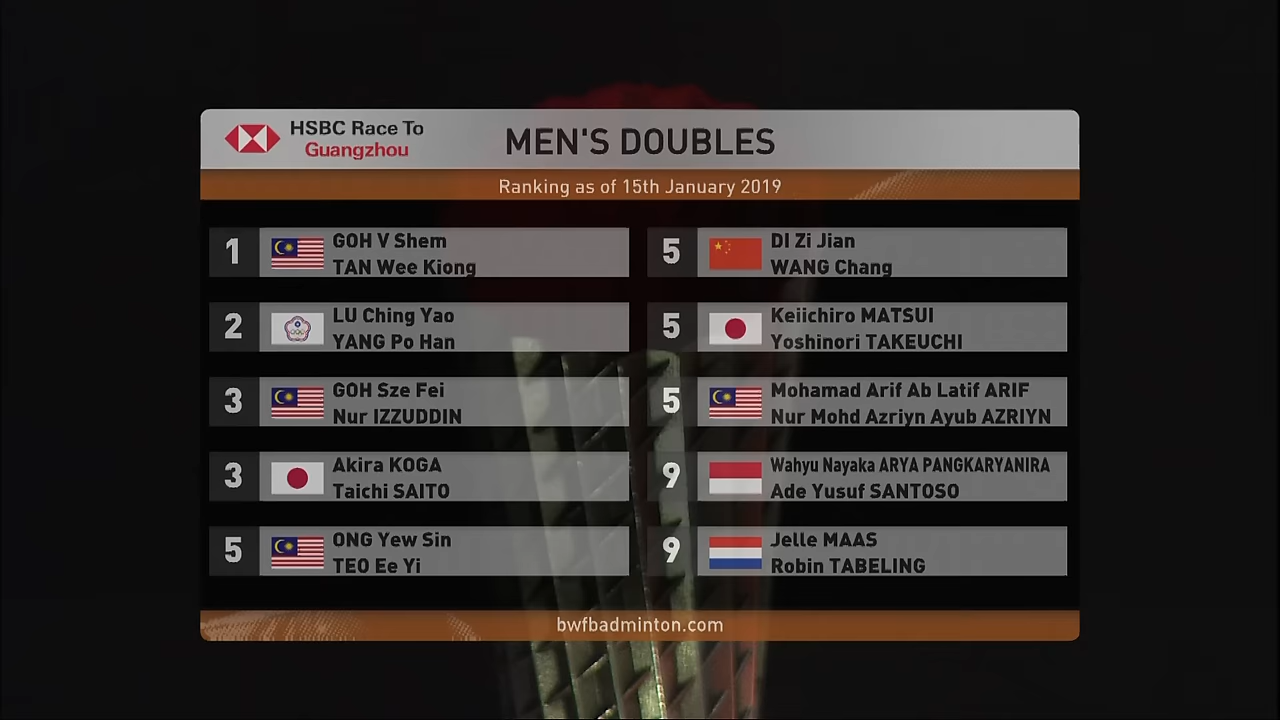 HSBC Race To
Guangzhou
MEN'S DOUBLES
Ranking as of 15th January 2019
1
GOH V Shem
TAN Wee Kiong
2
LU Ching Yao
YANG Po Han
3
GOH Sze Fei
Nur IZZUDDIN
3
Akira KOGA
Taichi SAITO
5
ONG Yew Sin
TEO Ee Yi
5
DI Zi Jian
WANG Chang
5
Keiichiro MATSUI
Yoshinori TAKEUCHI
5
Mohamad Arif Ab Latif ARIF
Nur Mohd Azriyn Ayub AZRIYN
9
Wahyu Nayaka ARYA PANGKARYANIRA
Ade Yusuf SANTOSO
9
Jelle MAAS
Robin TABELING
bwfbadminton.com